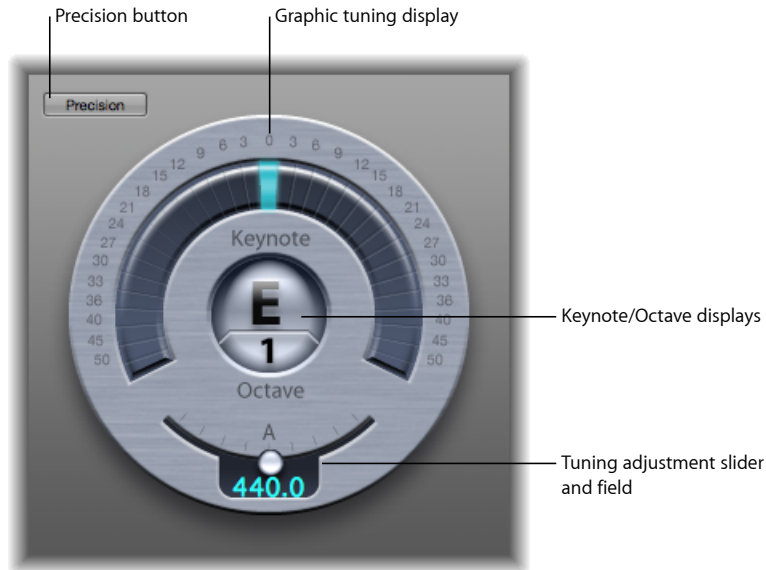 Precision button
Graphic tuning display
Precision
50 45 40 36 33 30 27 24 21 18 15 12 9 6 3 0 3 6 9 12 15 18 21 24 27 30 33 36 40 45 50
Keynote
E
1
Octave
Keynote/Octave displays
A
440.0
Tuning adjustment slider
and field